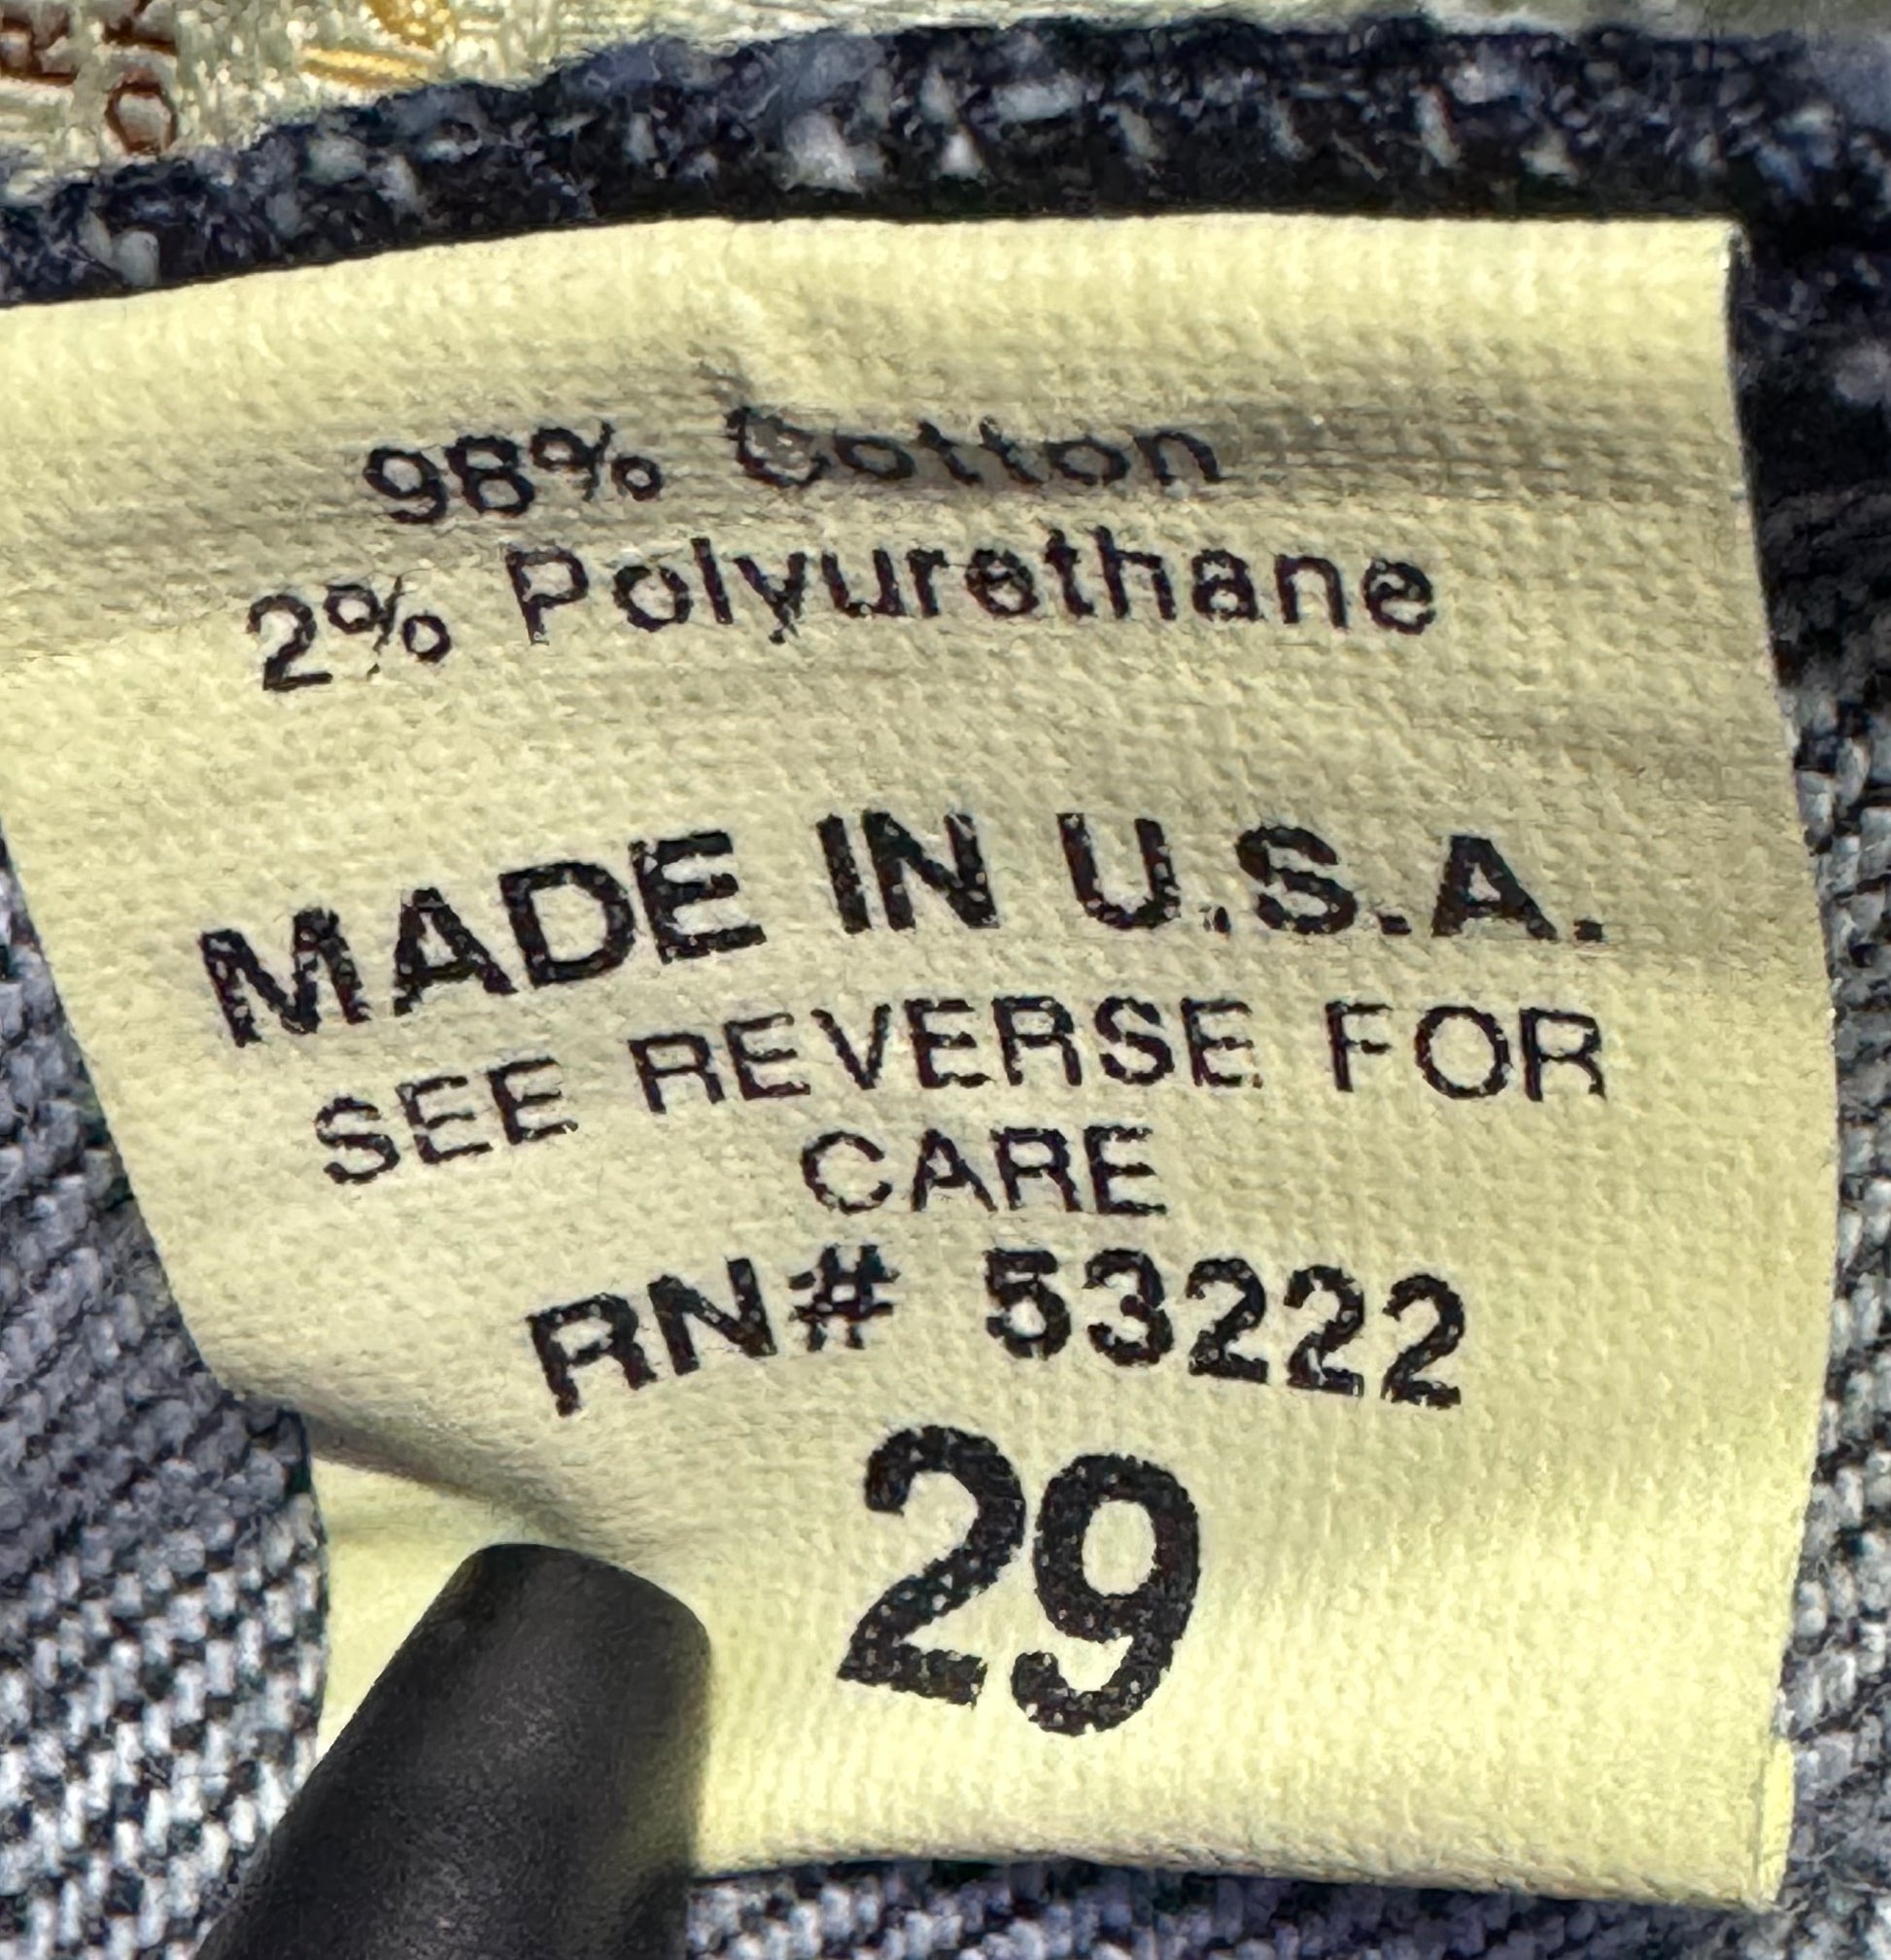 98% Cotton
2% Polyurethane
MADE IN U.S.A.
SEE REVERSE FOR
CARE
RN# 53222
29